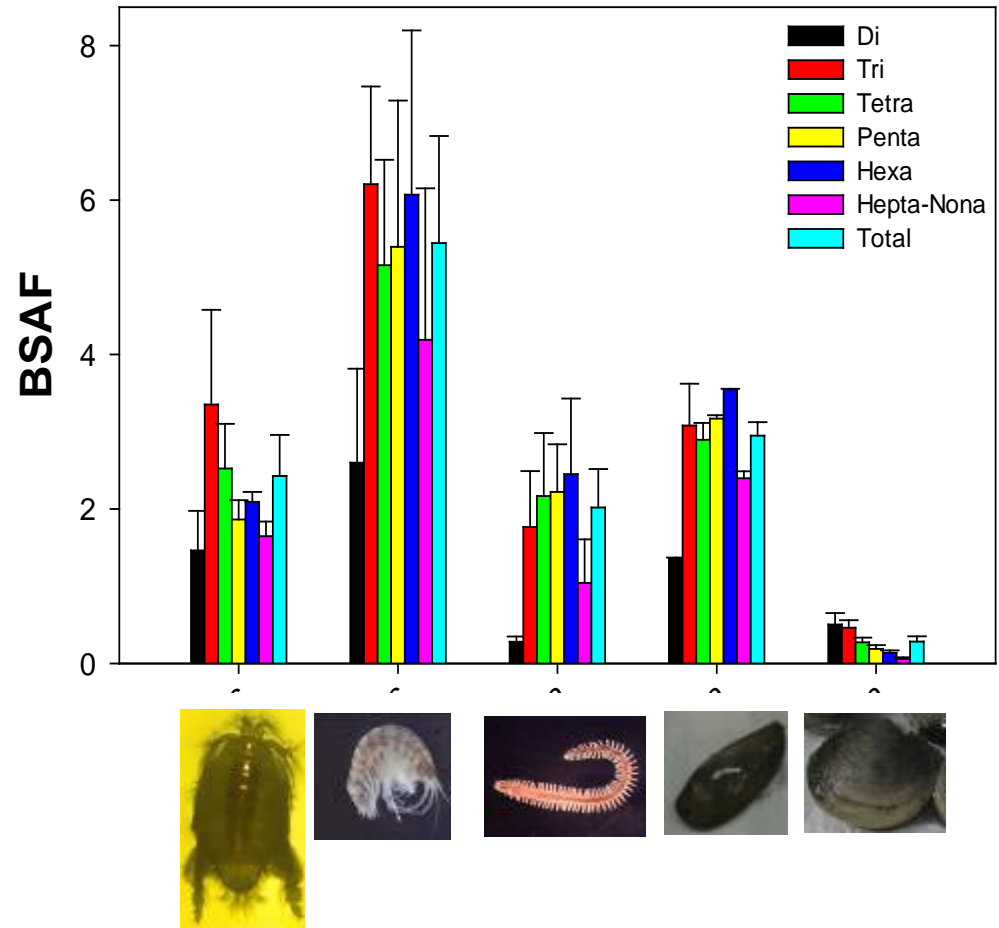 8
6
4
2
0
BSAF
Di
Tri
Tetra
Penta
Hexa
Hepta-Nona
Total